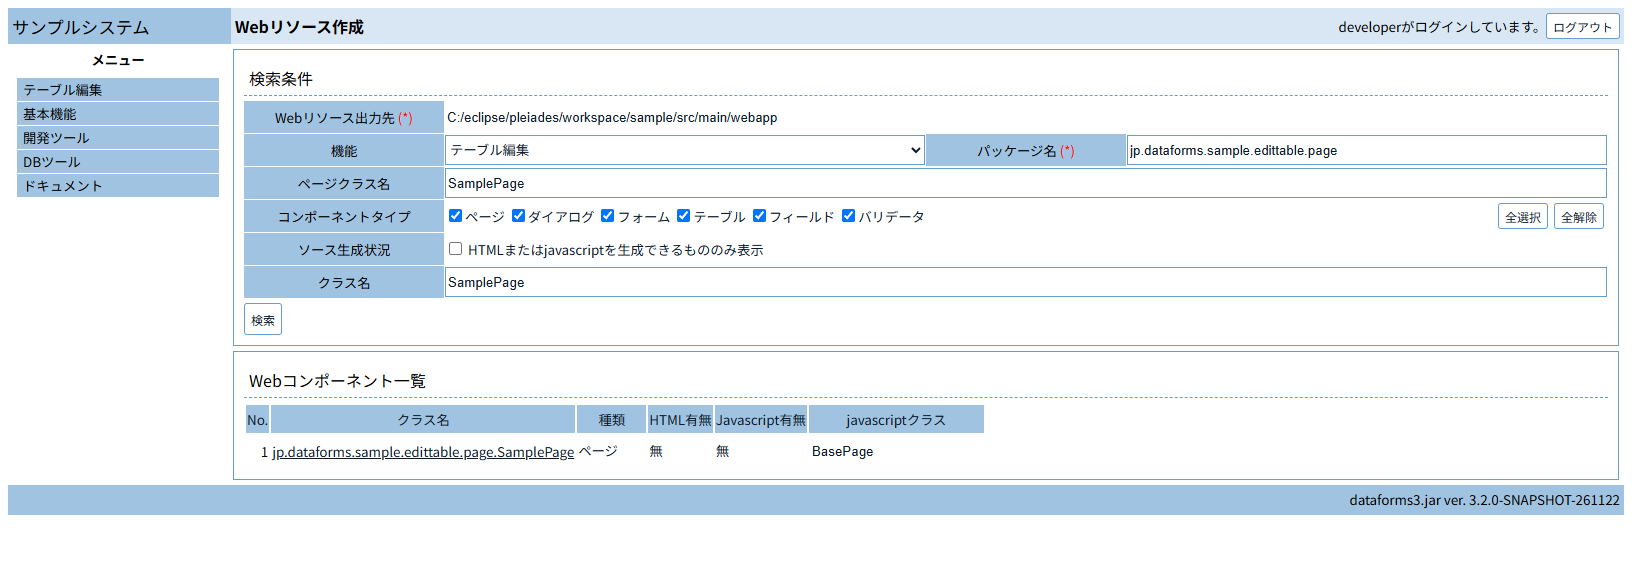 サンプルシステム
Webリソース作成
developerがログインしています。 ログアウト
メニュー
テーブル編集
基本機能
開発ツール
DBツール
ドキュメント
検索条件
Webリソース出力先 (*) C:/eclipse/pleiades/workspace/sample/src/main/webapp
機能 テーブル編集 パッケージ名 (*) jp.dataforms.sample.edittable.page
ページクラス名 SamplePage
コンポーネントタイプ ページ ダイアログ フォーム テーブル フィールド バリデータ 全選択 全解除
ソース生成状況 HTMLまたはjavascriptを生成できるもののみ表示
クラス名 SamplePage
検索
Webコンポーネント一覧
No. クラス名 種類 HTML有無 Javascript有無 javascriptクラス
1 jp.dataforms.sample.edittable.page.SamplePage ページ 無 無 BasePage
dataforms3.jar ver. 3.2.0-SNAPSHOT-261122